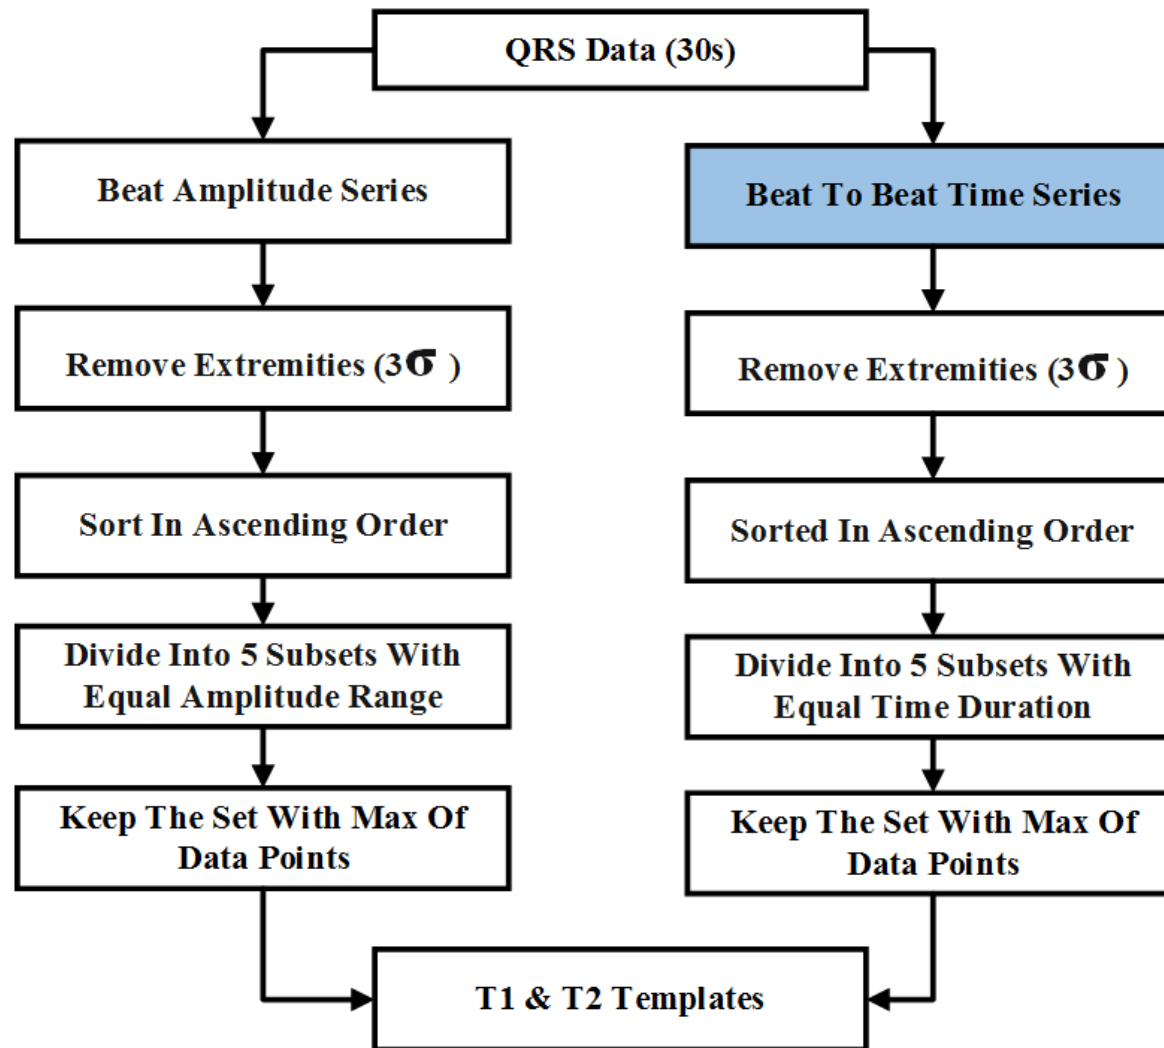 QRS Data (30s)
Beat Amplitude Series
Remove Extremities (3σ )
Sort In Ascending Order
Divide Into 5 Subsets With
Equal Amplitude Range
Keep The Set With Max Of
Data Points
Beat To Beat Time Series
Remove Extremities (3σ )
Sorted In Ascending Order
Divide Into 5 Subsets With
Equal Time Duration
Keep The Set With Max Of
Data Points
T1 & T2 Templates